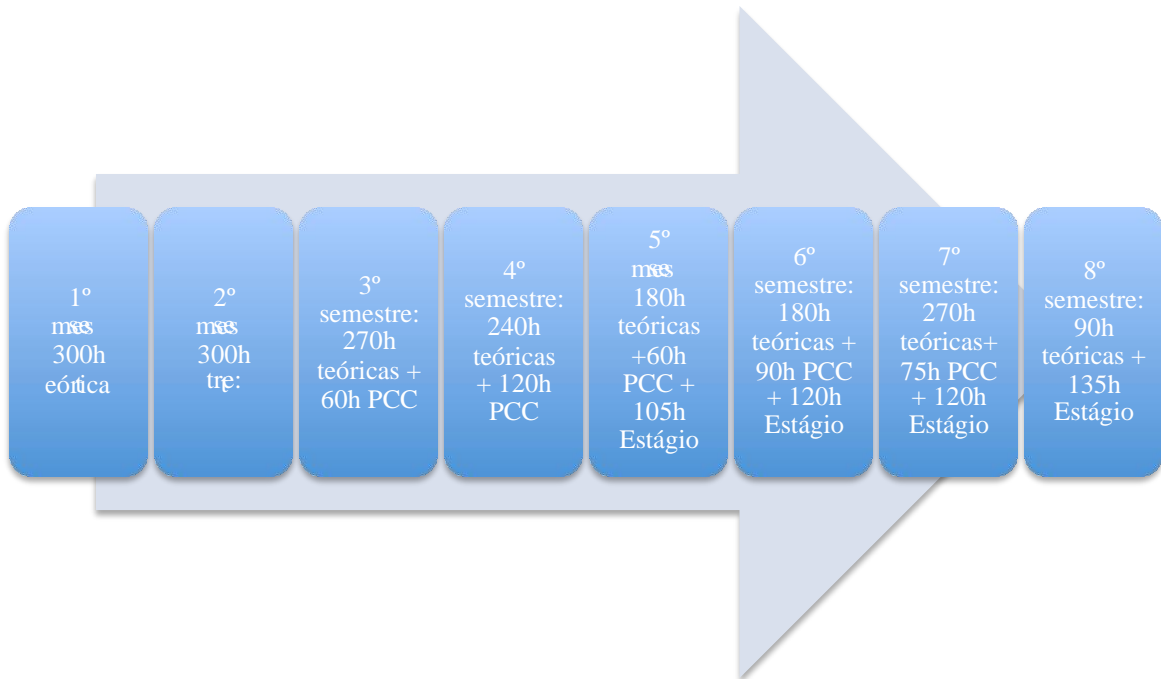 1º
300h
2º
300h
tre:
3º
semestre:
270h
teóricas +
60h PCC
4º
semestre:
240h
teóricas
+ 120h
PCC
5º
180h
teóricas
+60h
PCC +
105h
Estágio
6º
semestre:
180h
teóricas +
90h PCC
+ 120h
Estágio
7º
semestre:
270h
teóricas+
75h PCC
+ 120h
Estágio
8º
semestre:
90h
teóricas +
135h
Estágio